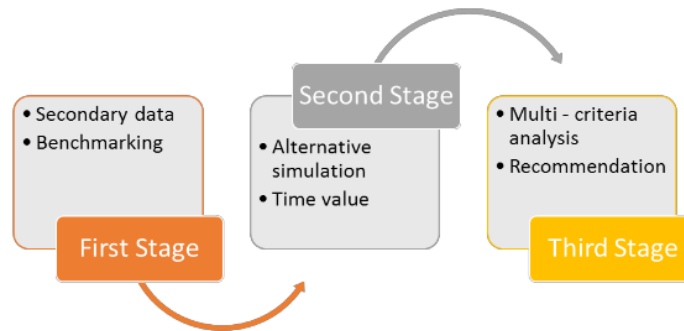 • Secondary data
• Benchmarking
First Stage
Second Stage
• Alternative
simulation
• Time value
• Multi - criteria
analysis
• Recommendation
Third Stage